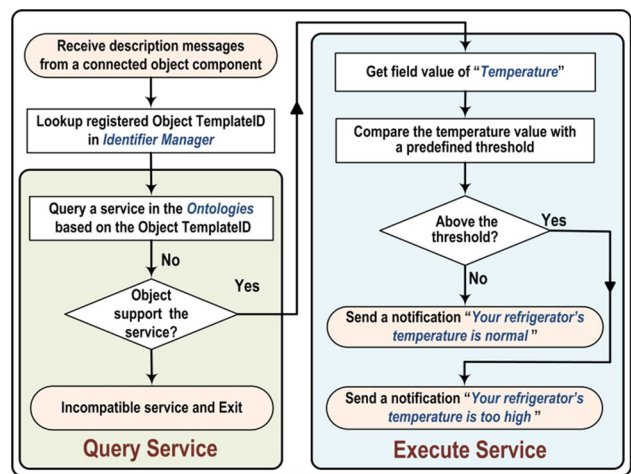 Receive description messages
from a connected object component
Lookup registered Object TemplateID
in Identifier Manager
Query a service in the Ontologies
based on the Object TemplateID
No
Yes
Object
support the
service?
Incompatible service and Exit
Query Service
Get field value of “Temperature”
Compare the temperature value with
a predefined threshold
Above the
threshold?
Yes
No
Send a notification “Your refrigerator’s
temperature is normal ”
Send a notification “Your refrigerator’s
temperature is too high ”
Execute Service